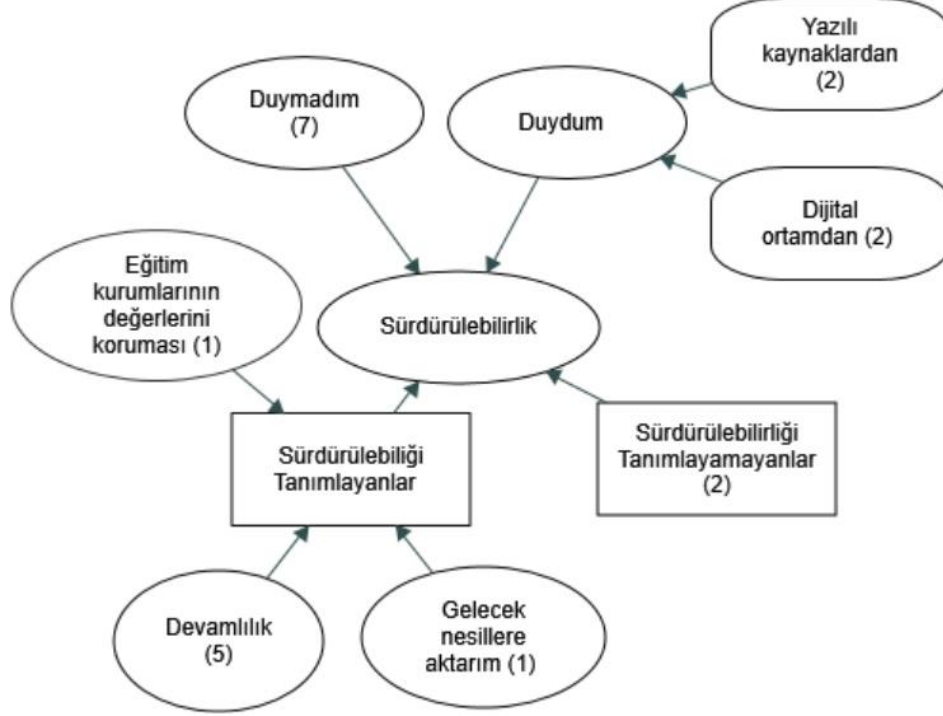 Yazılı
kaynaklardan
(2)
Duymadım
(7)
Duydum
Dijital
ortamdan (2)
Eğitim
kurumlarının
değerlerini
koruması (1)
Sürdürülebilirlik
Sürdürülebiliği
Tanımlayanlar
Sürdürülebilirliği
Tanımlayamayanlar
(2)
Devamlılık
(5)
Gelecek
nesillere
aktarım (1)